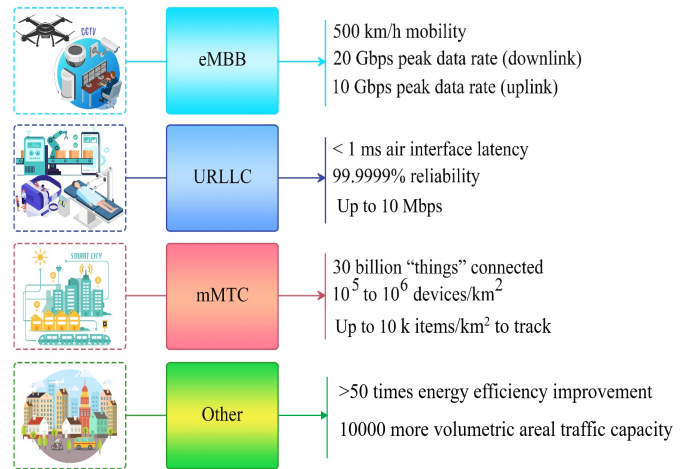 CCTV
eMBB
500 km/h mobility
20 Gbps peak data rate (downlink)
10 Gbps peak data rate (uplink)
URLLC
< 1 ms air interface latency
99.9999% reliability
Up to 10 Mbps
SMART CITY
mMTC
30 billion “things” connected
10^5 to 10^6 devices/km^2
Up to 10 k items/km^2 to track
Other
>50 times energy efficiency improvement
10000 more volumetric areal traffic capacity